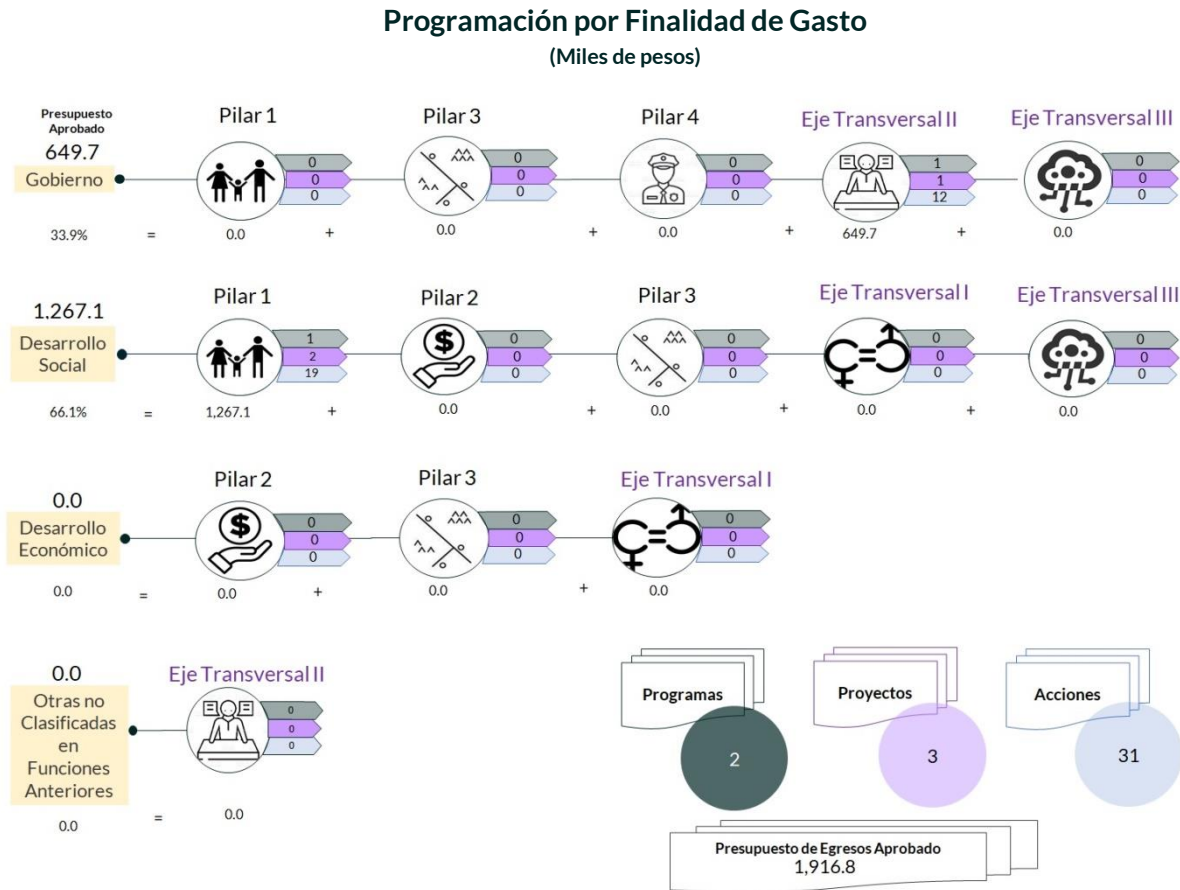 Programación por Finalidad de Gasto
(Miles de pesos)
Presupuesto
Aprobado
649.7
Gobierno
Pilar 1
0
0
0
Pilar 3
0
0
0
Pilar 4
0
0
0
Eje Transversal II
1
1
12
Eje Transversal III
0
0
0
33.9% = 0.0 + 0.0 + 0.0 + 649.7 + 0.0
1,267.1
Desarrollo
Social
Pilar 1
1
2
19
Pilar 2
$
0
0
0
Pilar 3
0
0
0
Eje Transversal I
0
0
0
Eje Transversal III
0
0
0
66.1% = 1,267.1 + 0.0 + 0.0 + 0.0 + 0.0
0.0
Desarrollo
Económico
Pilar 2
$
0
0
0
Pilar 3
0
0
0
Eje Transversal I
0
0
0
0.0 = 0.0 + 0.0 + 0.0
0.0
Otras no
Clasificadas
en
Funciones
Anteriores
Eje Transversal II
0
0
0
0.0 = 0.0
Programas
2
Proyectos
3
Acciones
31
Presupuesto de Egresos Aprobado
1,916.8